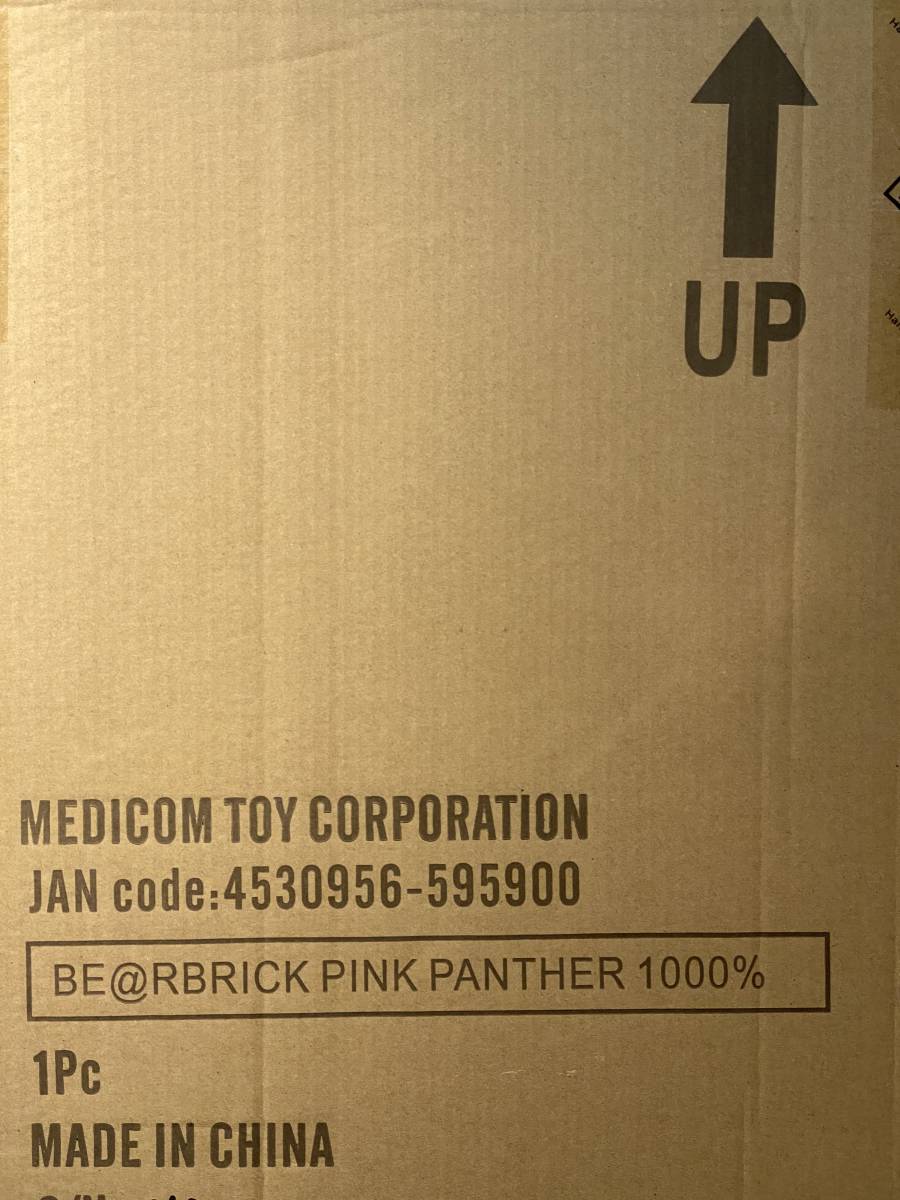 UP
MEDICOM TOY CORPORATION
JAN code:4530956-595900
BE@RBRICK PINK PANTHER 1000%
1Pc
MADE IN CHINA